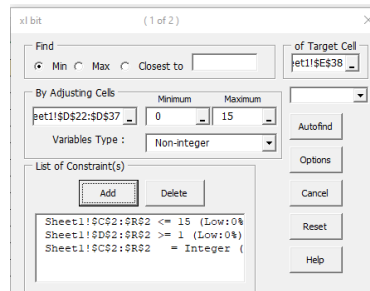 xl bit (1 of 2)
Find
of Target Cell
Min Max Closest to
et1!$E$38
By Adjusting Cells
Minimum Maximum
eet1!$D$22:$D$37 0 15
Variables Type : Non-integer
Autofind
Options
List of Constraint(s)
Add Delete
Cancel
Sheet1!$C$2:$R$2 <= 15 (Low:0%
Reset
Sheet1!$D$2:$R$2 >= 1 (Low:0%)
Sheet1!$C$2:$R$2 = Integer (
Help